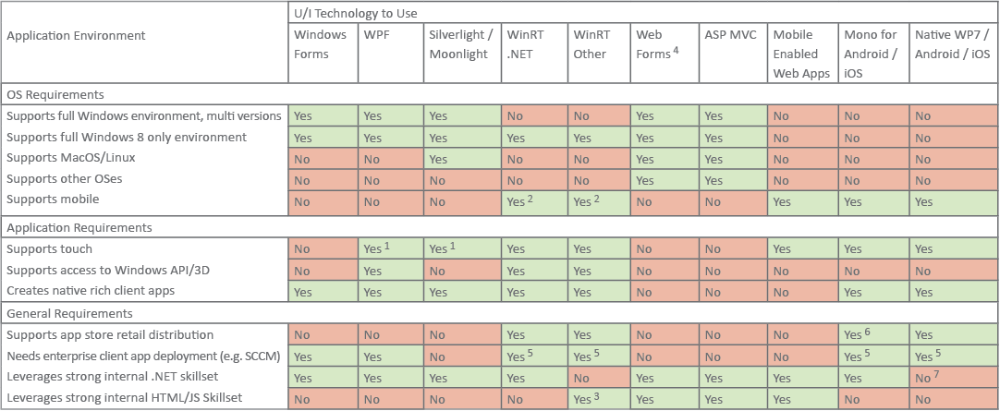 U/I Technology to Use
Application Environment
Windows Forms WPF Silverlight / Moonlight WinRT .NET WinRT Other Web Forms 4 ASP MVC Mobile Enabled Web Apps Mono for Android / iOS Native WP7 / Android / iOS
OS Requirements
Supports full Windows environment, multi versions Yes Yes Yes No No Yes Yes No No No
Supports full Windows 8 only environment Yes Yes Yes Yes Yes Yes Yes No No No
Supports MacOS/Linux No No Yes No No Yes Yes No No No
Supports other OSes No No No No No Yes Yes No No No
Supports mobile No No No Yes 2 Yes 2 No No Yes Yes Yes
Application Requirements
Supports touch No Yes 1 Yes 1 Yes Yes No No Yes Yes Yes
Supports access to Windows API/3D No Yes No Yes Yes No No No No No
Creates native rich client apps Yes Yes Yes Yes Yes No No No Yes Yes
General Requirements
Supports app store retail distribution No No No Yes Yes No No No Yes 6 Yes
Needs enterprise client app deployment (e.g. SCCM) Yes Yes No Yes 5 Yes 5 No No No Yes 5 Yes 5
Leverages strong internal .NET skillset Yes Yes Yes Yes No Yes Yes Yes Yes No 7
Leverages strong internal HTML/JS Skillset No No No No Yes 3 Yes Yes Yes No No